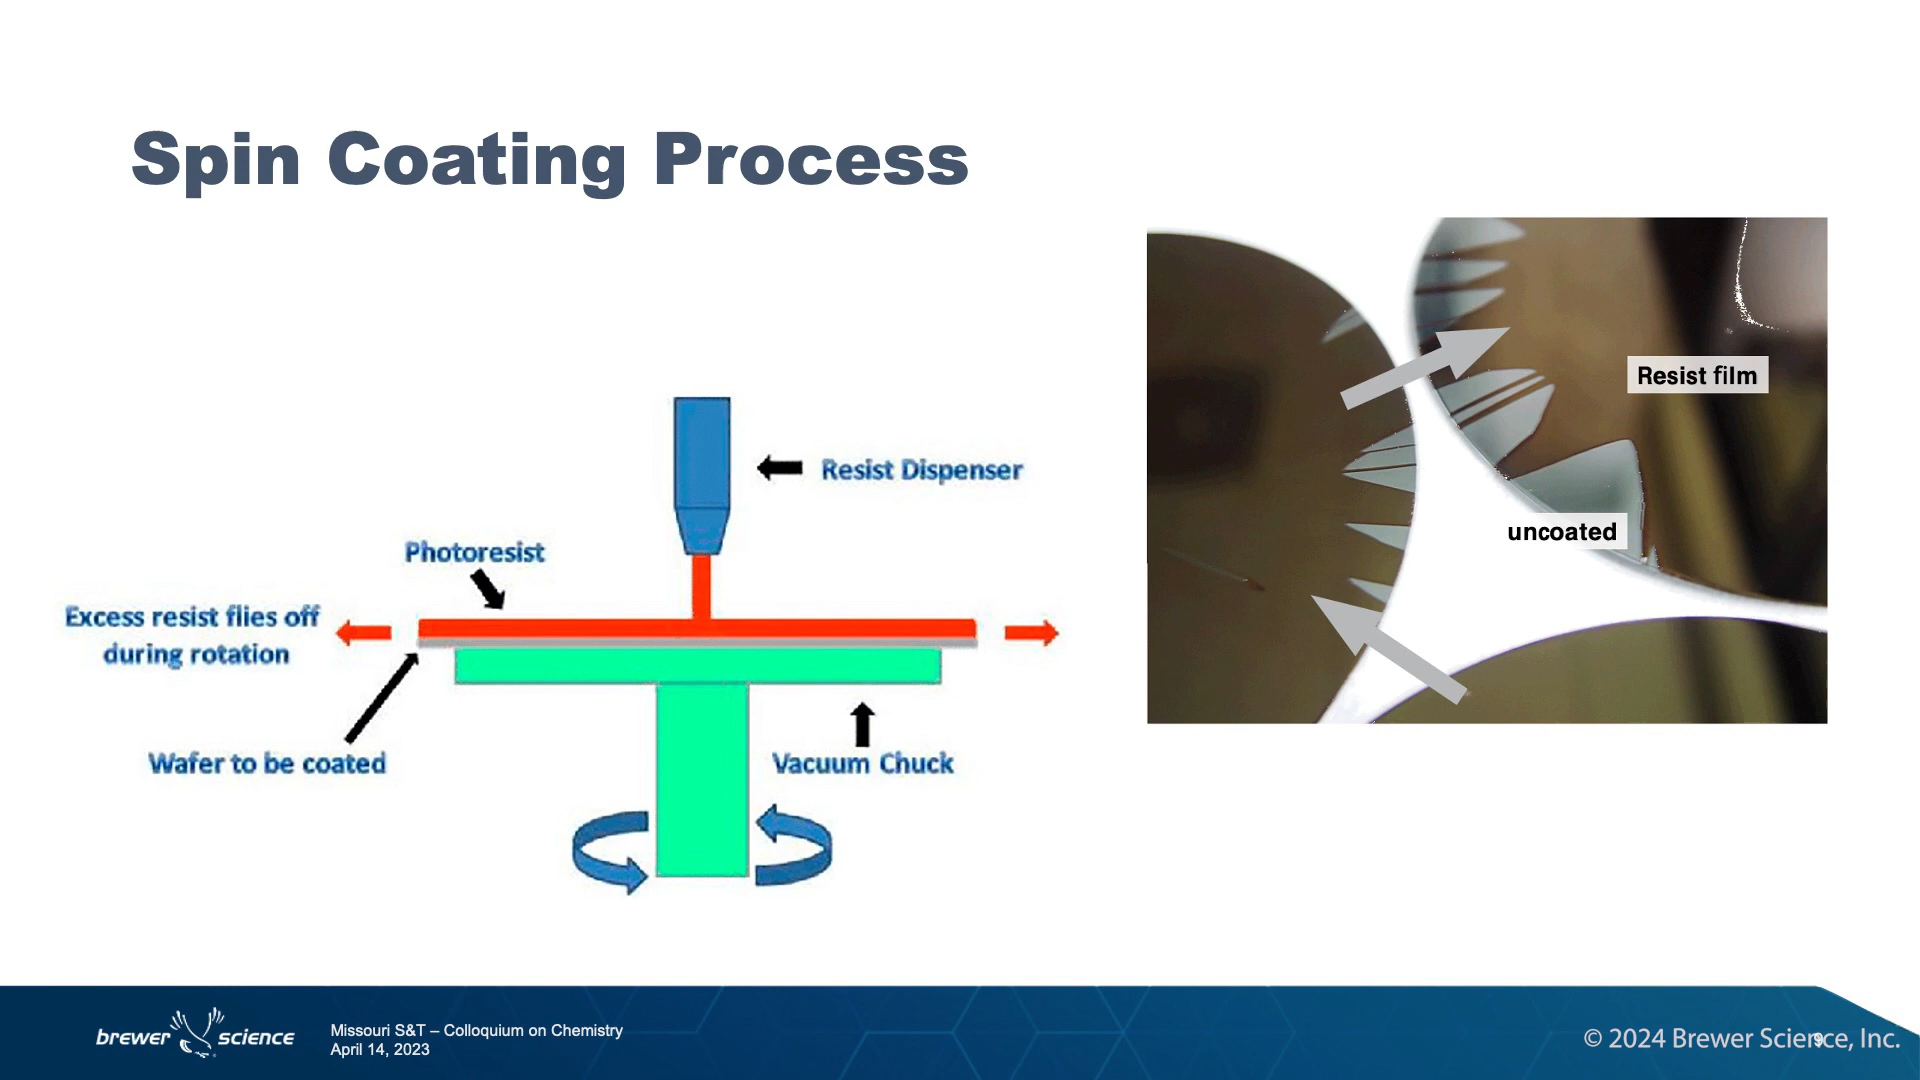 Spin Coating Process
Resist Dispenser
Photoresist
Excess resist flies off
during rotation
Wafer to be coated
Vacuum Chuck
Resist film
uncoated
brewer science
Missouri S&T – Colloquium on Chemistry
April 14, 2023
© 2024 Brewer Science, Inc.
9